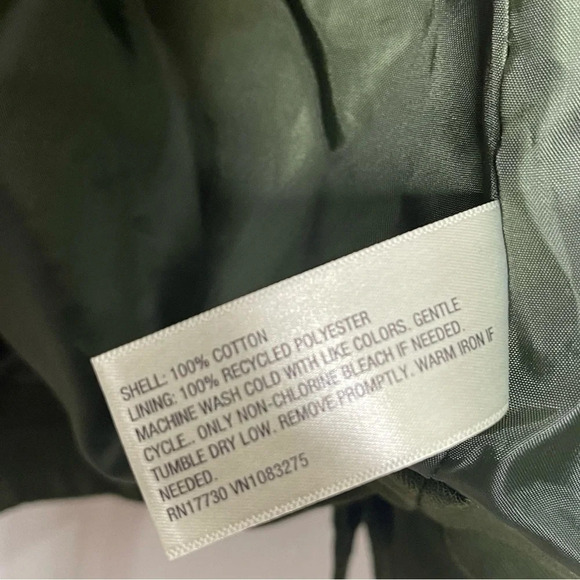 SHELL: 100% COTTON
LINING: 100% RECYCLED POLYESTER
MACHINE WASH COLD WITH LIKE COLORS. GENTLE
CYCLE.. ONLY NON-CHLORINE BLEACH IF NEEDED.
TUMBLE DRY LOW. REMOVE PROMPTLY. WARM IRON IF
NEEDED.
RN17730 VN1083275